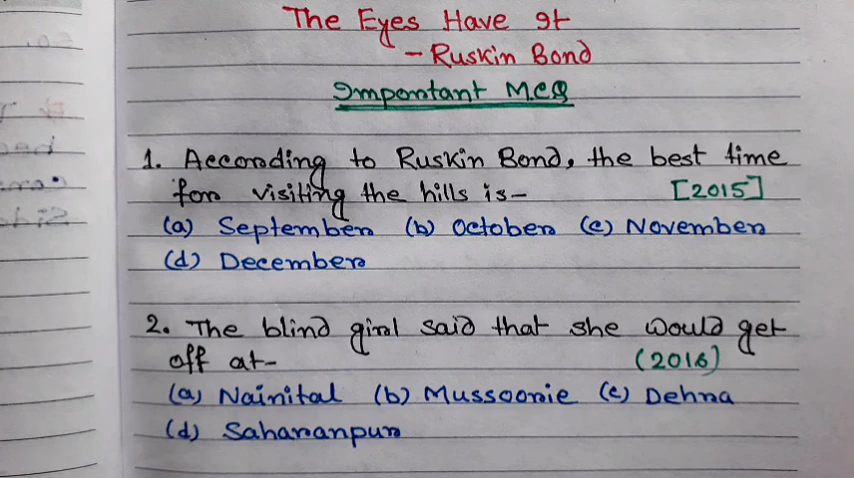 The Eyes Have It
- Ruskin Bond
Important MCQ
1. According to Ruskin Bond, the best time
for visiting the hills is-  [2015]
(a) September (b) October (c) November
(d) December
2. The blind girl said that she would get
off at-  (2016)
(a) Nainital (b) Mussoorie (c) Dehra
(d) Saharanpur